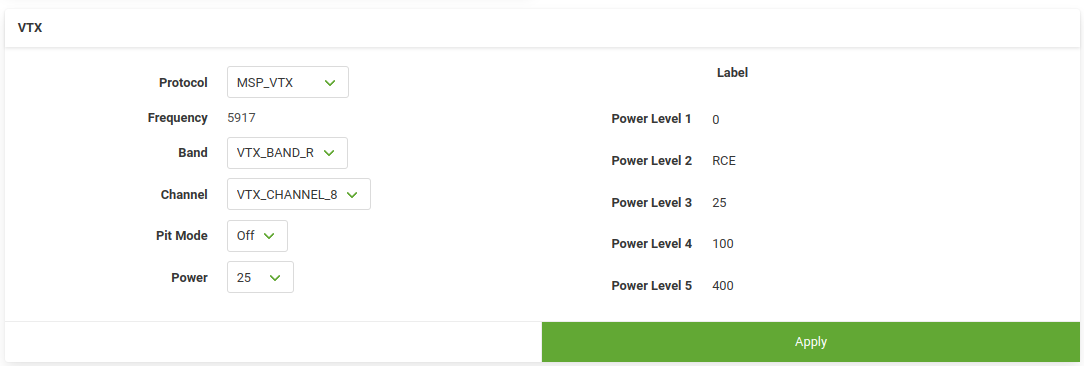 VTX
Protocol MSP_VTX
Frequency 5917
Band VTX_BAND_R
Channel VTX_CHANNEL_8
Pit Mode Off
Power 25
Label
Power Level 1 0
Power Level 2 RCE
Power Level 3 25
Power Level 4 100
Power Level 5 400
Apply